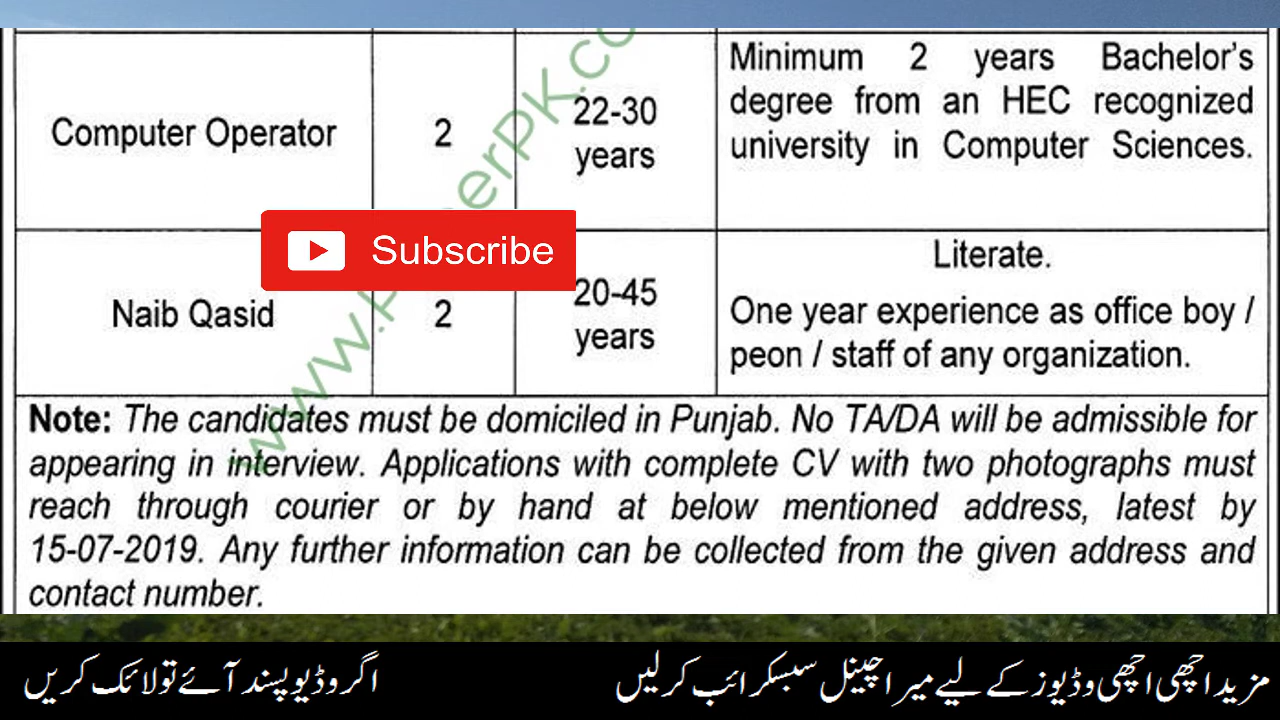 Computer Operator
2
22-30
years
Minimum 2 years Bachelor's
degree from an HEC recognized
university in Computer Sciences.
Subscribe
Naib Qasid
2
20-45
years
Literate.
One year experience as office boy /
peon / staff of any organization.
Note: The candidates must be domiciled in Punjab. No TA/DA will be admissible for
appearing in interview. Applications with complete CV with two photographs must
reach through courier or by hand at below mentioned address, latest by
15-07-2019. Any further information can be collected from the given address and
contact number.
مزید اچھی اچھی وڈیوز کے لیے میرا چینل سبسکرائب کرلیں
اگر وڈیو پسند آئے تو لائک کریں